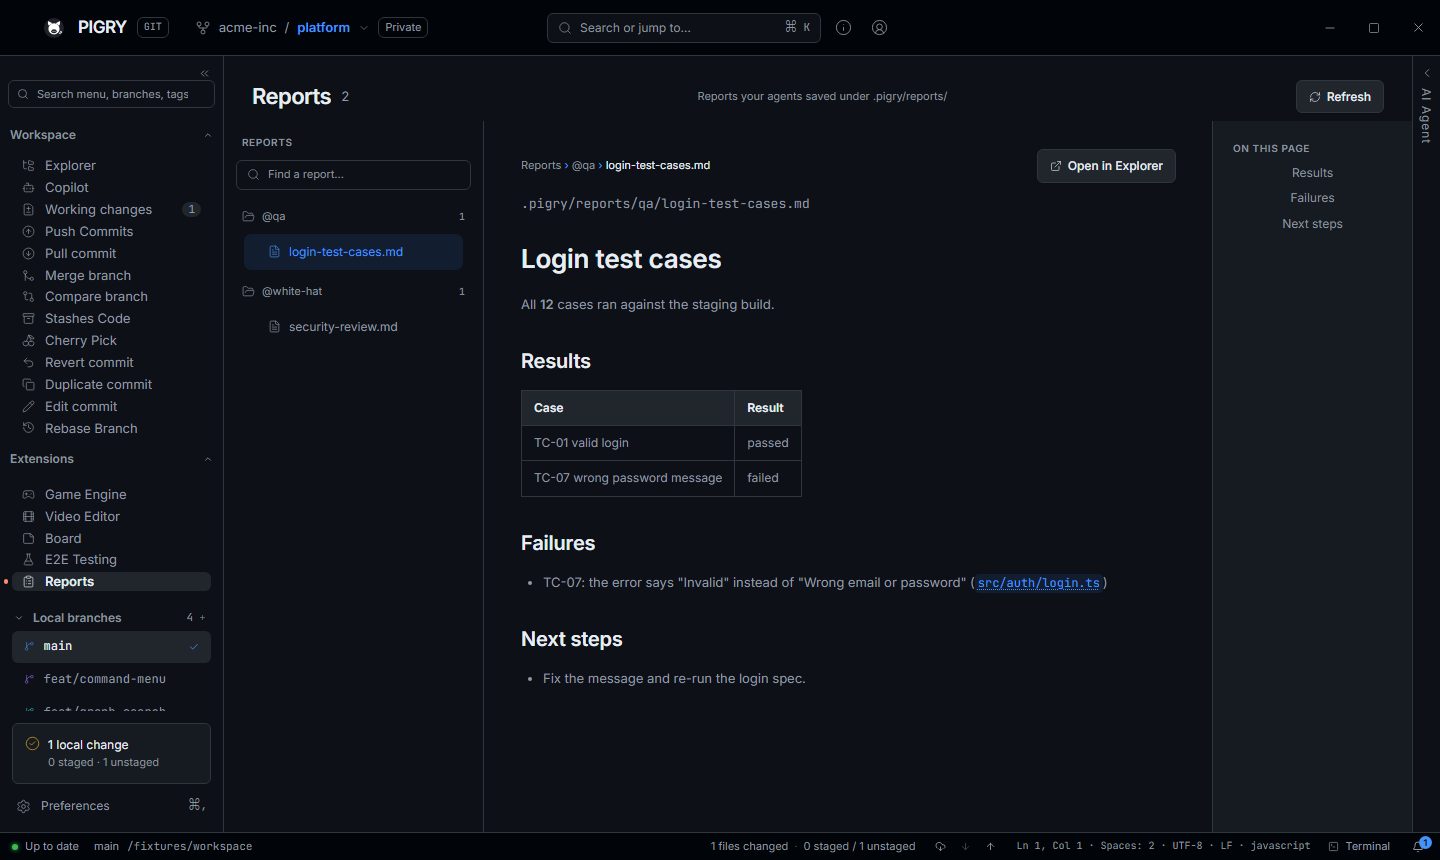 PIGRY GIT acme-inc / platform Private Search or jump to... ⌘ K
Search menu, branches, tags
Workspace
Explorer
Copilot
Working changes 1
Push Commits
Pull commit
Merge branch
Compare branch
Stashes Code
Cherry Pick
Revert commit
Duplicate commit
Edit commit
Rebase Branch
Extensions
Game Engine
Video Editor
Board
E2E Testing
Reports
Local branches 4 +
main
feat/command-menu
1 local change
0 staged · 1 unstaged
Preferences ⌘,
Reports 2
Reports your agents saved under .pigry/reports/
Refresh
REPORTS
Find a report...
@qa 1
login-test-cases.md
@white-hat 1
security-review.md
Reports › @qa › login-test-cases.md
Open in Explorer
.pigry/reports/qa/login-test-cases.md
Login test cases
All 12 cases ran against the staging build.
Results
Case Result
TC-01 valid login passed
TC-07 wrong password message failed
Failures
• TC-07: the error says "Invalid" instead of "Wrong email or password" (src/auth/login.ts)
Next steps
• Fix the message and re-run the login spec.
ON THIS PAGE
Results
Failures
Next steps
AI Agent
Up to date main /fixtures/workspace
1 files changed · 0 staged / 1 unstaged
Ln 1, Col 1 · Spaces: 2 · UTF-8 · LF · javascript
Terminal
1